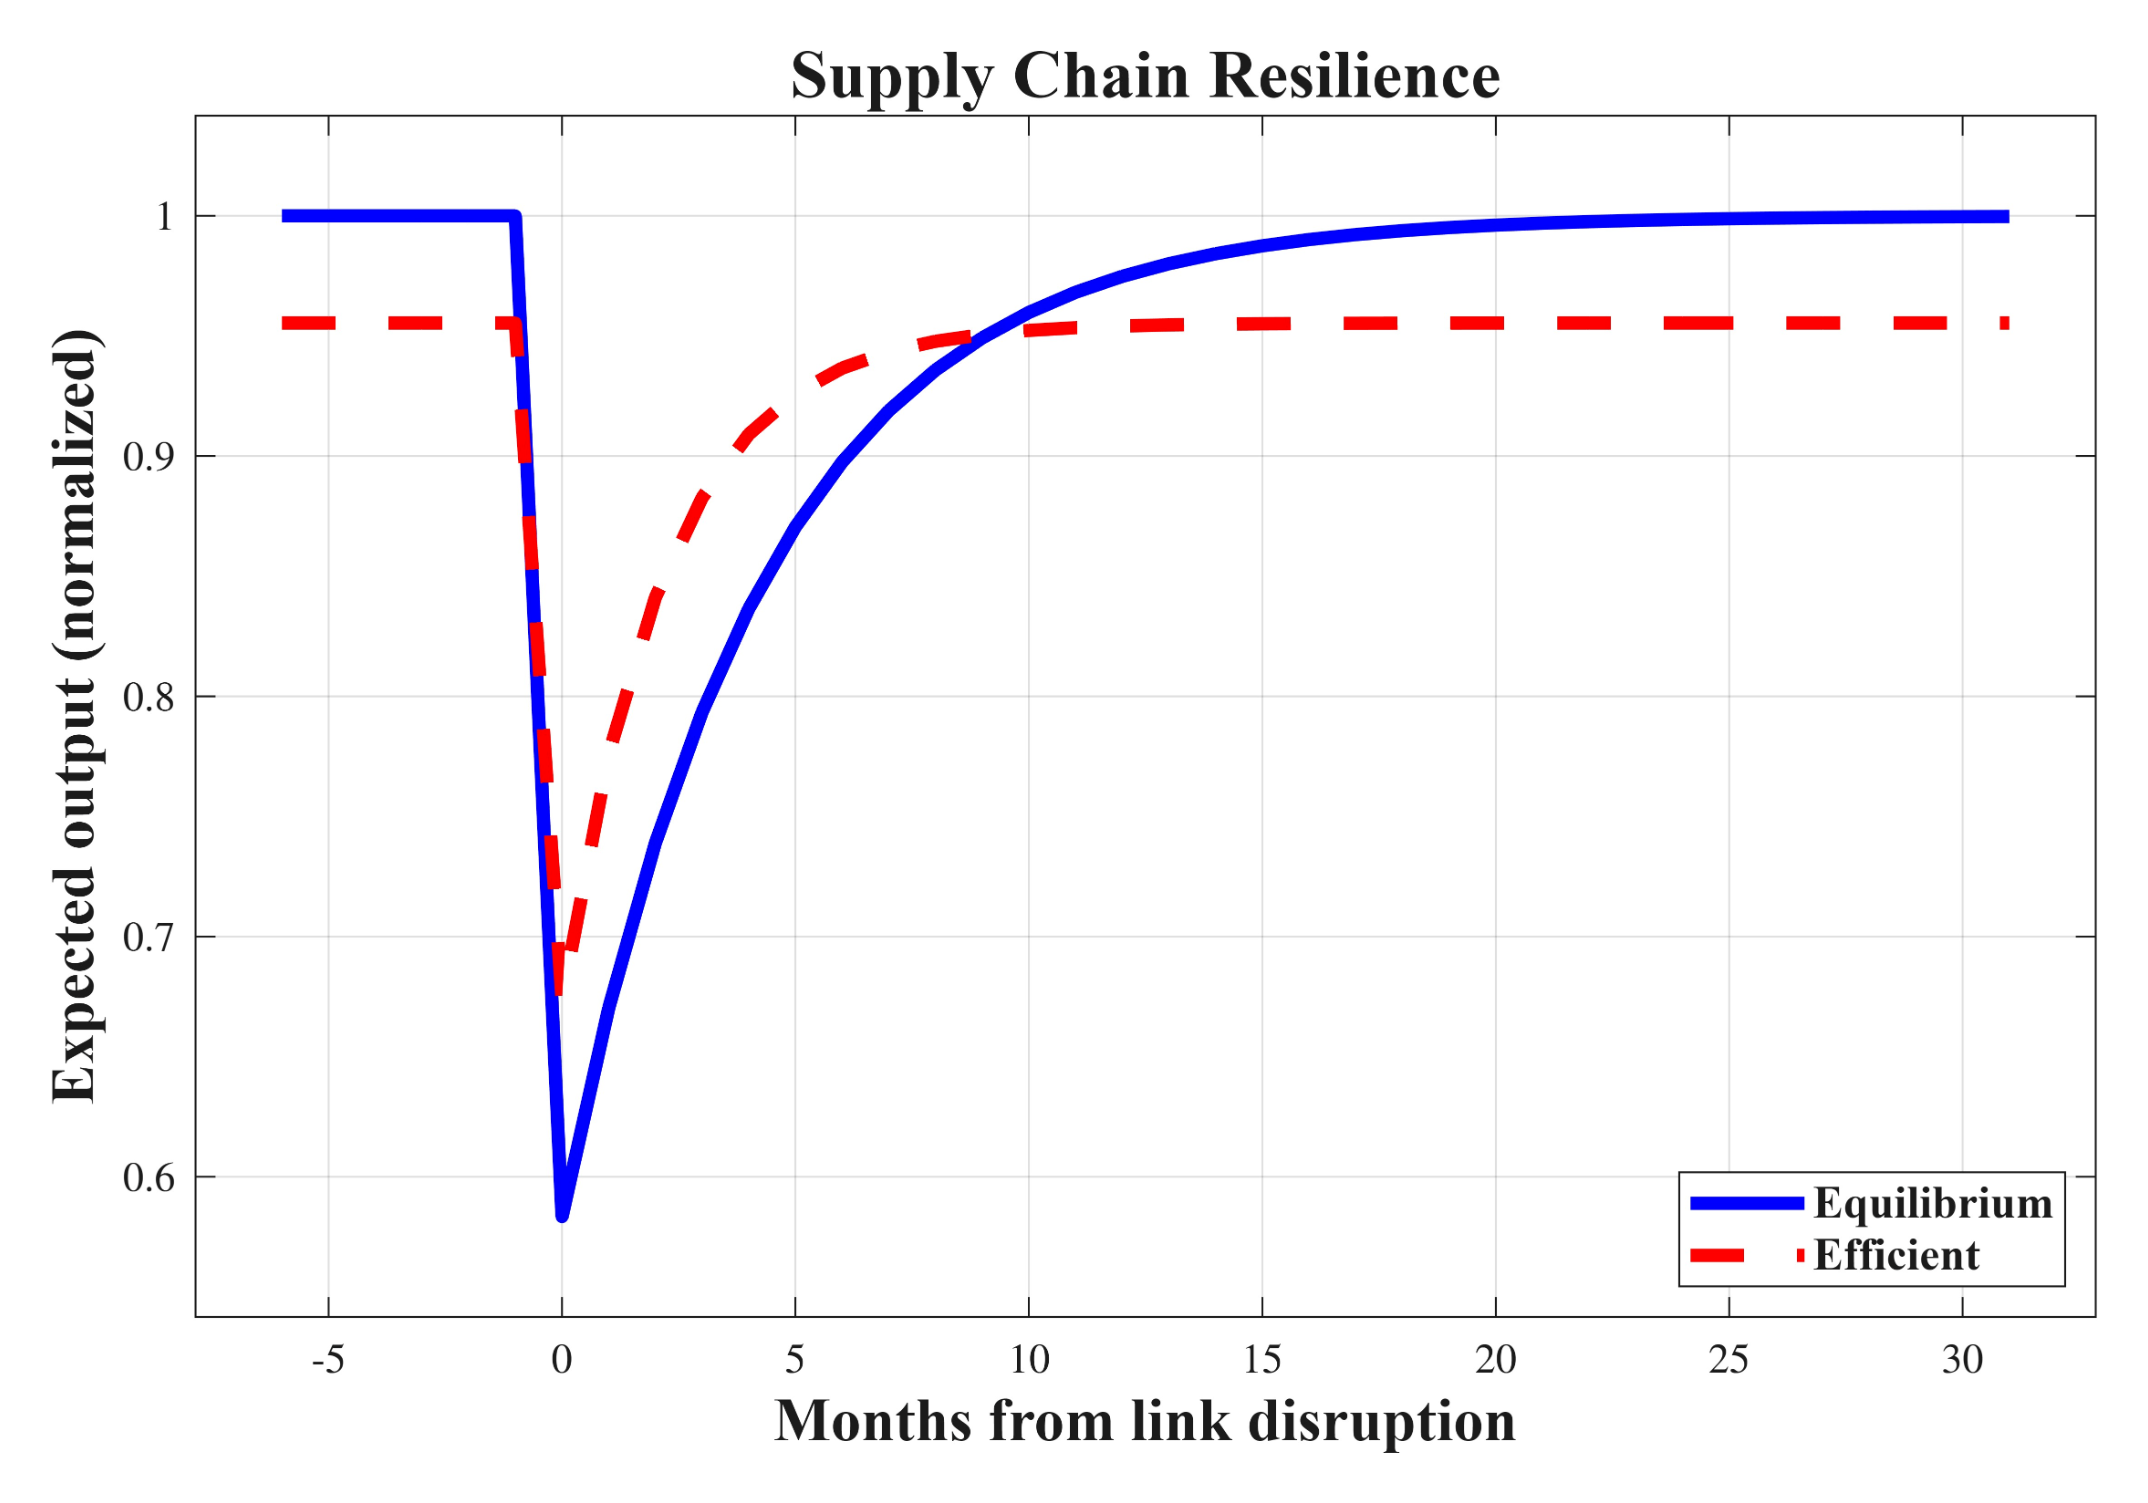 Supply Chain Resilience
Expected output (normalized)
1
0.9
0.8
0.7
0.6
-5 0 5 10 15 20 25 30
Months from link disruption
Equilibrium
Efficient